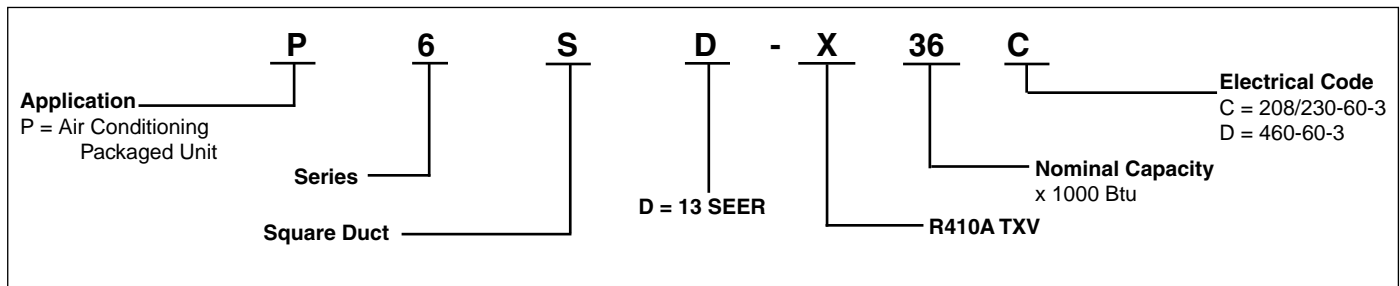 P 6 S D - X 36 C
Application
P = Air Conditioning
Packaged Unit
Series
Square Duct
D = 13 SEER
R410A TXV
Nominal Capacity
x 1000 Btu
Electrical Code
C = 208/230-60-3
D = 460-60-3